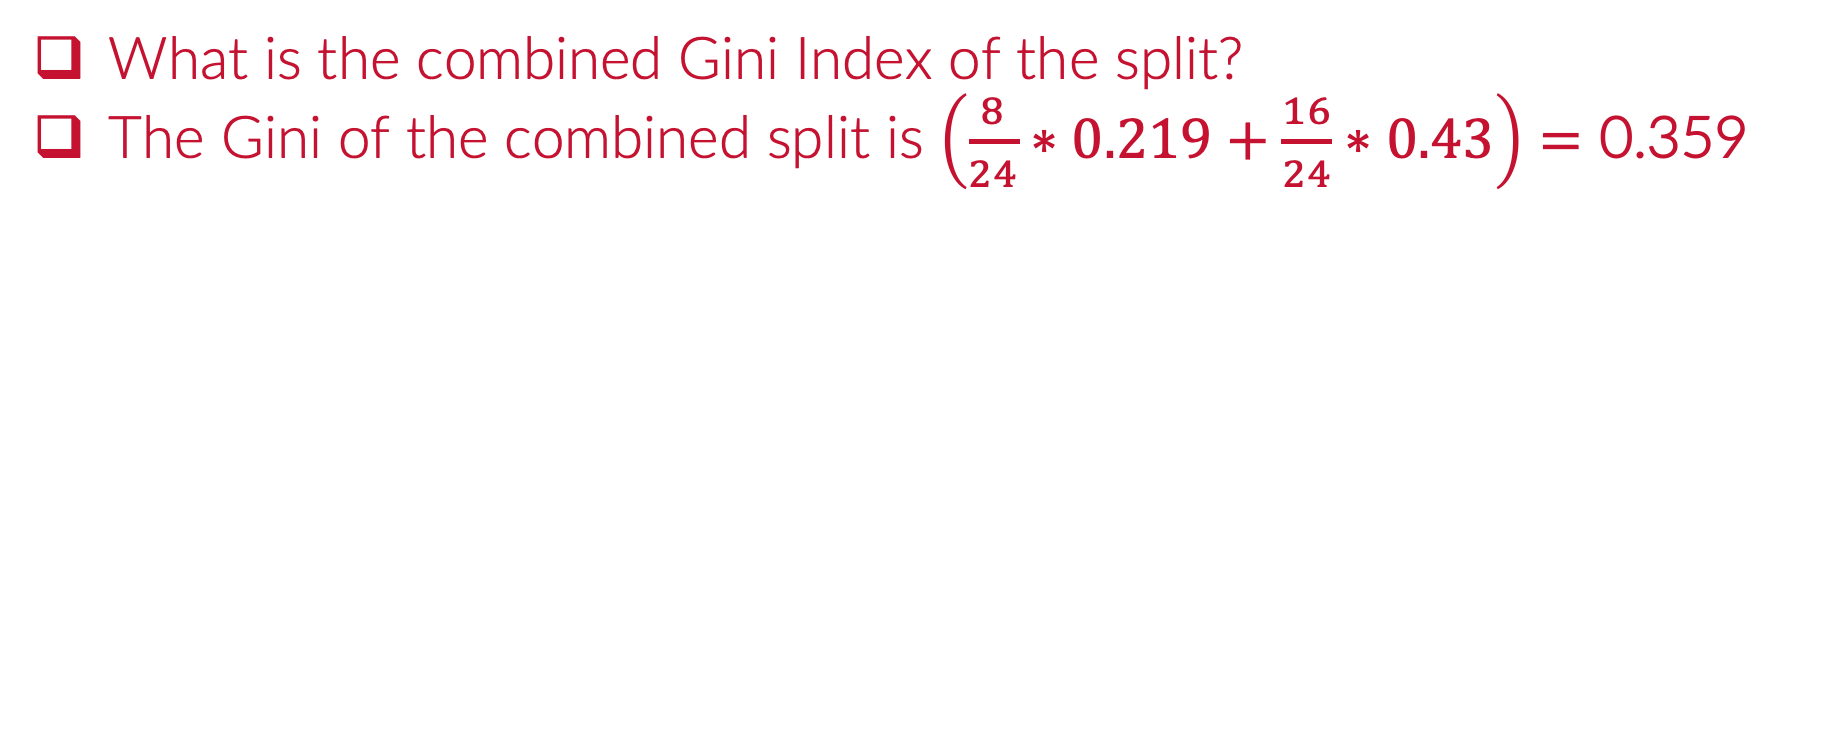 ❑ What is the combined Gini Index of the split?
❑ The Gini of the combined split is (8/24 * 0.219 + 16/24 * 0.43) = 0.359